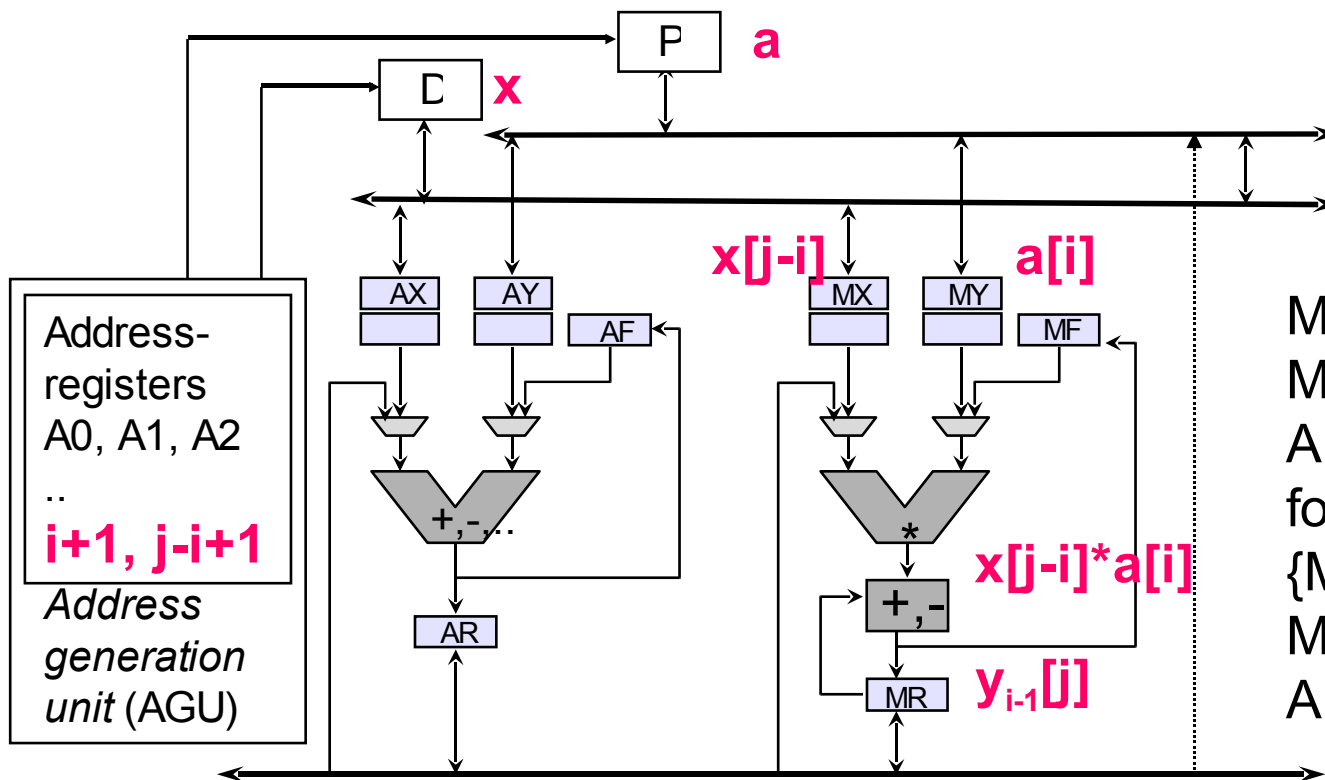 P
a
D
x
x[j-i]
a[i]
AX
AY
MX
MY
AF
MF
Address-
registers
A0, A1, A2
..
i+1, j-i+1
Address
generation
unit (AGU)
+,-,..
*
x[j-i]*a[i]
+,-
AR
MR
yi-1[j]
M
M
A
fo
{M
M
A